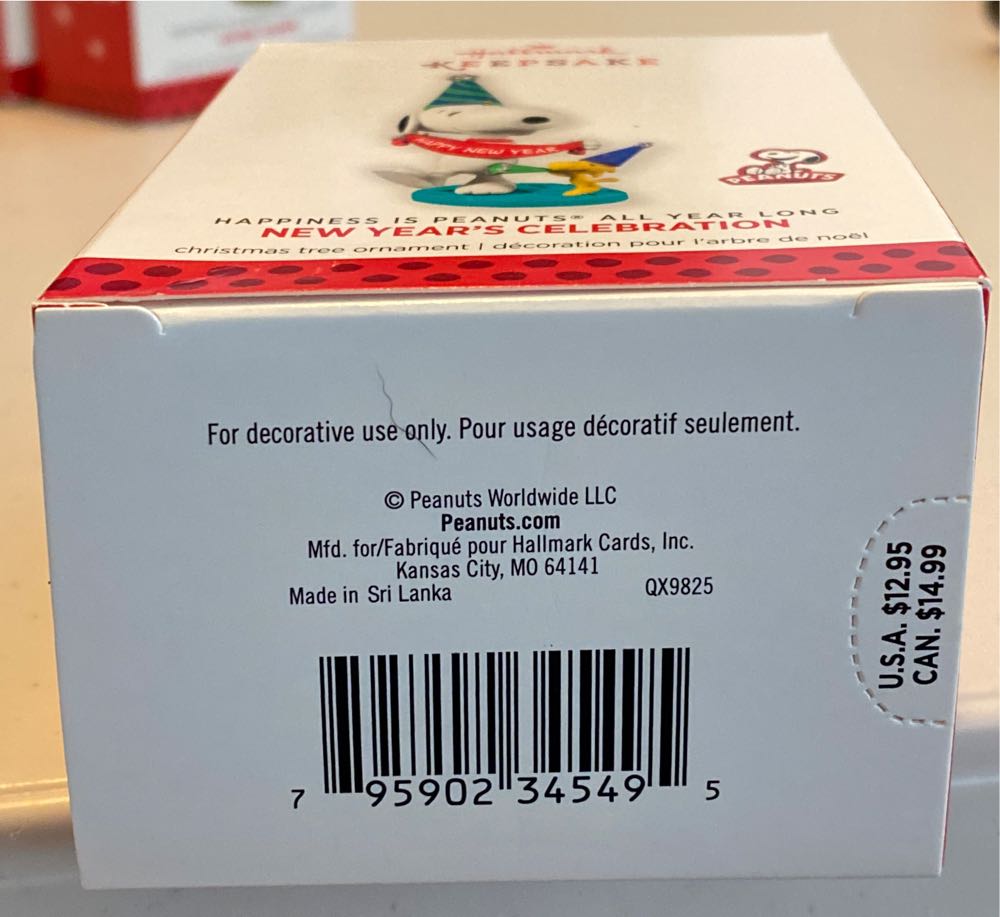 Hallmark
KEEPSAKE
HAPPY NEW YEAR
PEANUTS
HAPPINESS IS PEANUTS® ALL YEAR LONG
NEW YEAR'S CELEBRATION
christmas tree ornament | décoration pour l'arbre de noël
For decorative use only. Pour usage décoratif seulement.
© Peanuts Worldwide LLC
Peanuts.com
Mfd. for/Fabriqué pour Hallmark Cards, Inc.
Kansas City, MO 64141
Made in Sri Lanka QX9825
U.S.A. $12.95
CAN. $14.99
7 95902 34549 5